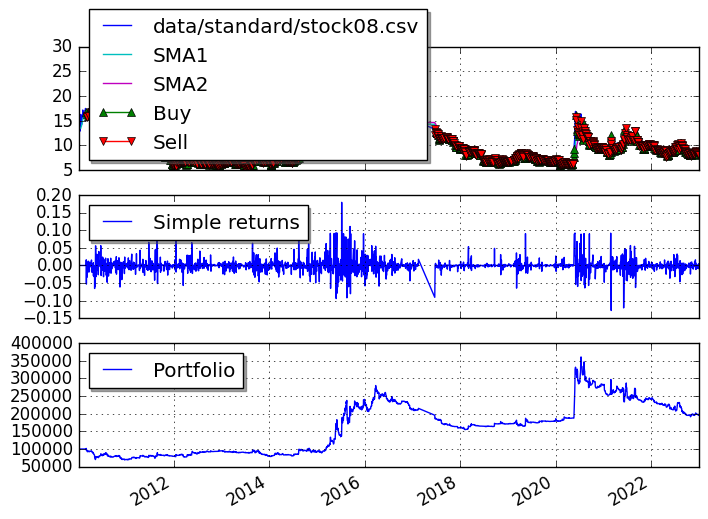 data/standard/stock08.csv
SMA1
SMA2
Buy
Sell
30
25
20
15
10
5
Simple returns
0.20
0.15
0.10
0.05
0.00
−0.05
−0.10
−0.15
Portfolio
400000
350000
300000
250000
200000
150000
100000
50000
2012 2014 2016 2018 2020 2022